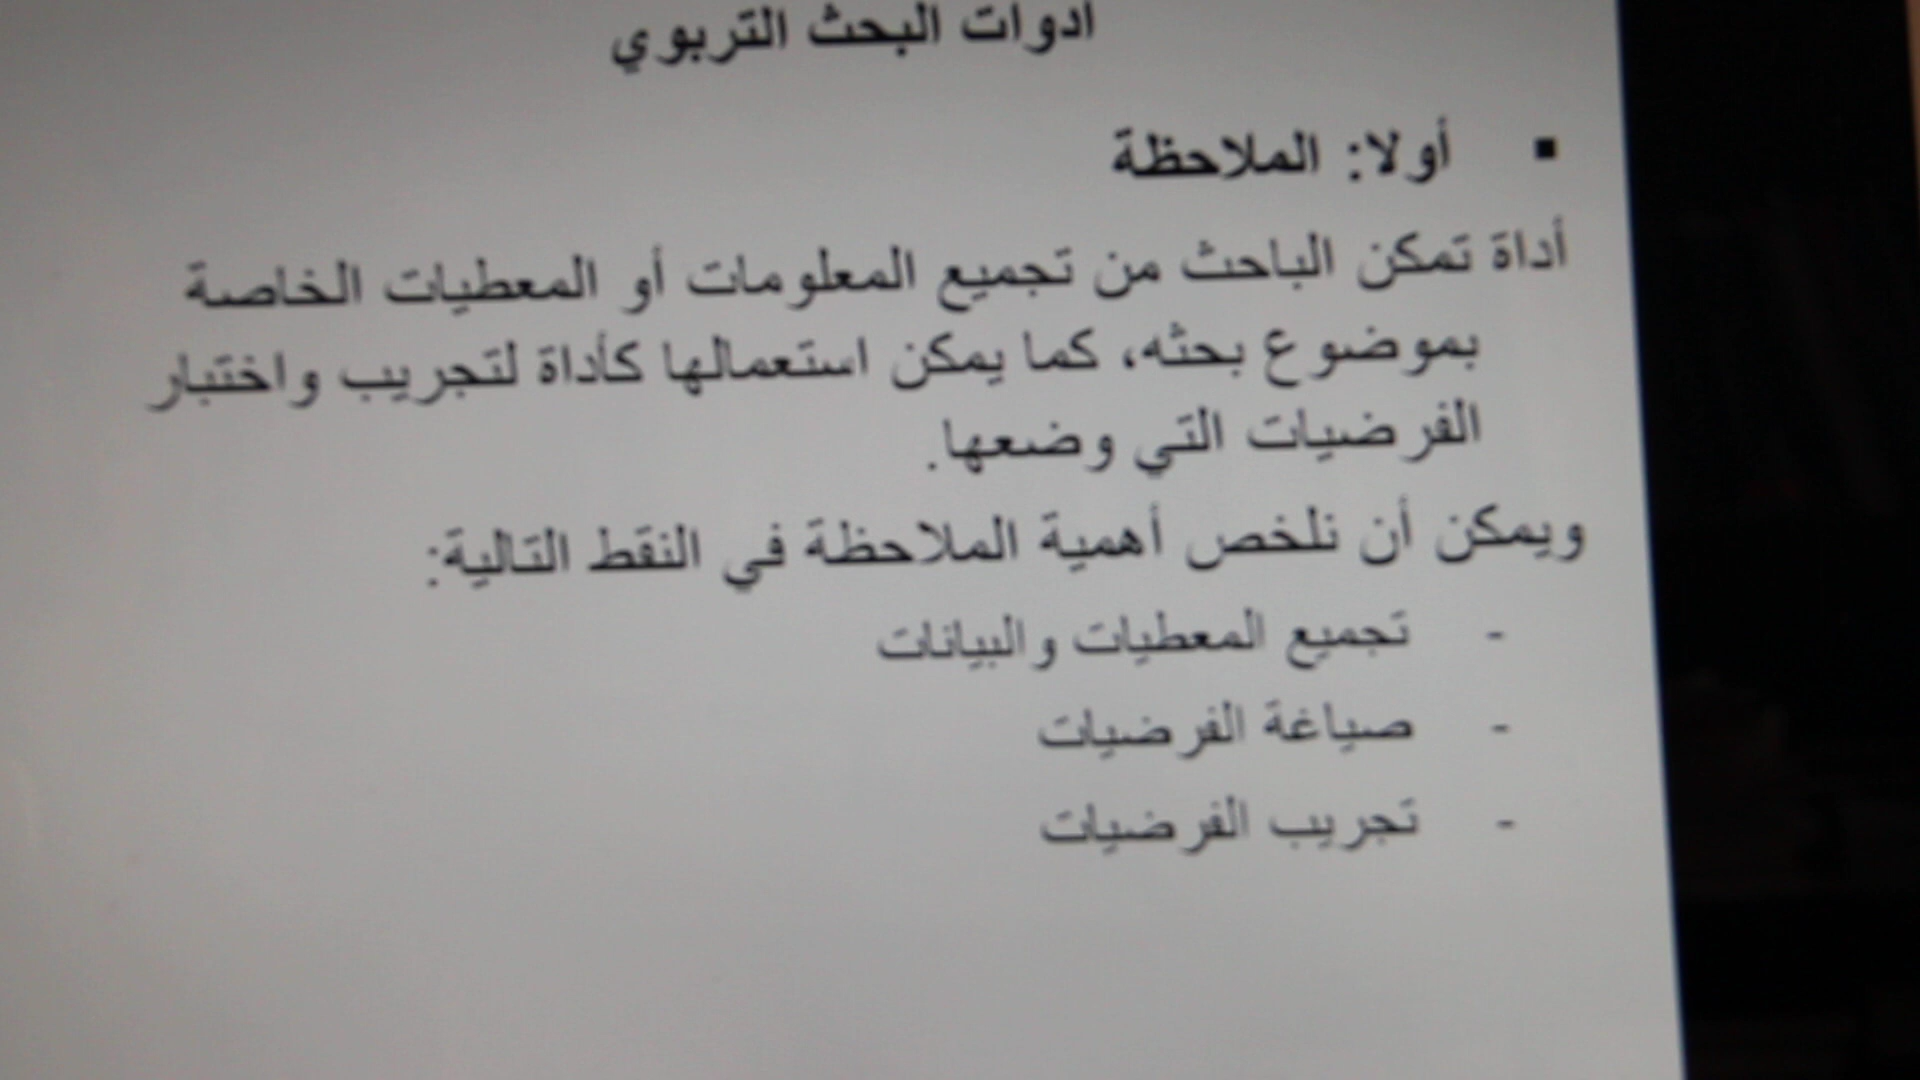 ادوات البحث التربوي
▪ أولا: الملاحظة
أداة تمكن الباحث من تجميع المعلومات أو المعطيات الخاصة
بموضوع بحثه، كما يمكن استعمالها كأداة لتجريب واختبار
الفرضيات التي وضعها.
ويمكن أن نلخص أهمية الملاحظة في النقط التالية:
- تجميع المعطيات والبيانات
- صياغة الفرضيات
- تجريب الفرضيات